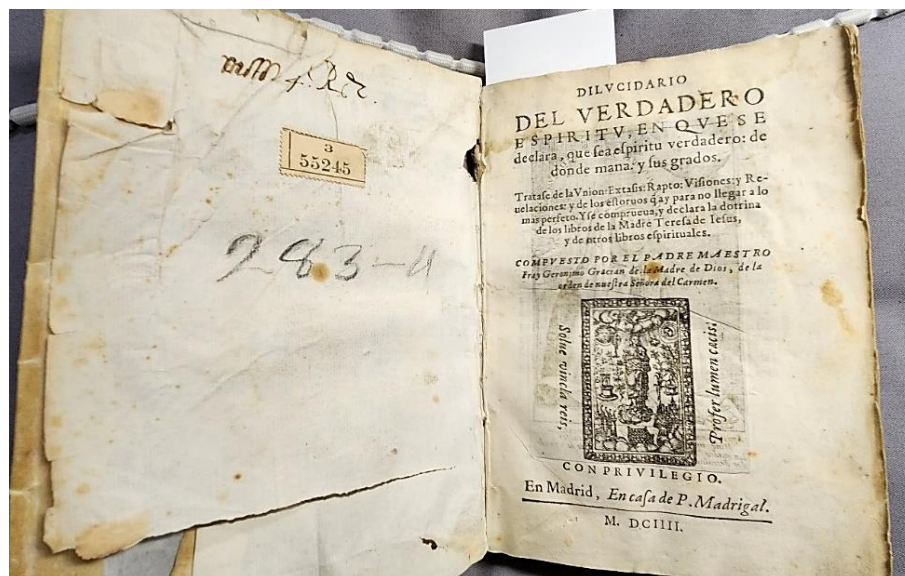 3
55245
283-4
DILVCIDARIO
DEL VERDADERO
ESPIRITV, EN QVE SE
declara, que sea espiritu verdadero: de
donde mana: y sus grados.
Tratase de la Vnion: Extasis: Rapto: Visiones: y Re-
uelaciones: y de los estoruos q̃ ay para no llegar a lo
mas perfeto. Y se comprueua, y declara la dotrina
de los libros de la Madre Teresa de Iesus,
y de otros libros espirituales.
COMPVESTO POR EL PADRE MAESTRO
Fray Geronimo Gracian de la Madre de Dios, de la
orden de nuestra Señora del Carmen.
Solue vincla reis,
Profer lumen cæcis.
CON PRIVILEGIO.
En Madrid, En casa de P. Madrigal.
M. DCIIII.